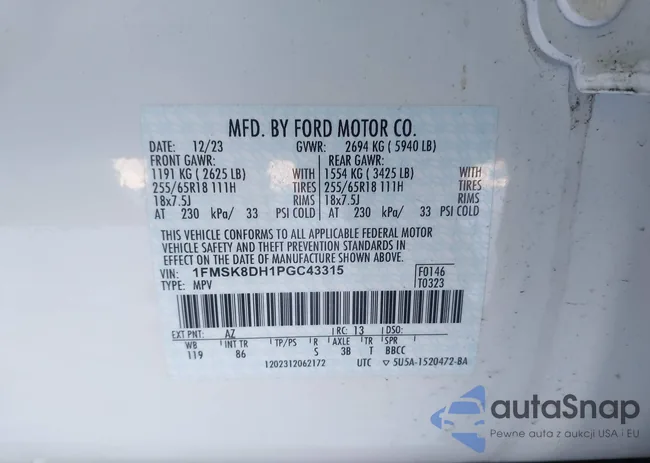 MFD. BY FORD MOTOR CO.
DATE: 12/23 GVWR: 2694 KG ( 5940 LB)
FRONT GAWR: REAR GAWR:
1191 KG ( 2625 LB) WITH 1554 KG ( 3425 LB) WITH
255/65R18 111H TIRES 255/65R18 111H TIRES
18x7.5J RIMS 18x7.5J RIMS
AT 230 kPa/ 33 PSI COLD AT 230 kPa/ 33 PSI COLD
THIS VEHICLE CONFORMS TO ALL APPLICABLE FEDERAL MOTOR
VEHICLE SAFETY AND THEFT PREVENTION STANDARDS IN
EFFECT ON THE DATE OF MANUFACTURE SHOWN ABOVE.
VIN: 1FMSK8DH1PGC43315 F0146
TYPE: MPV T0323
EXT PNT: AZ RC: 13 DSO:
WB INT TR TP/PS R AXLE TR SPR
119 86 S 3B T BBCC
1202312062172 UTC ▽ 5U5A-1520472-BA
autaSnap
Pewne auta z aukcji USA i EU